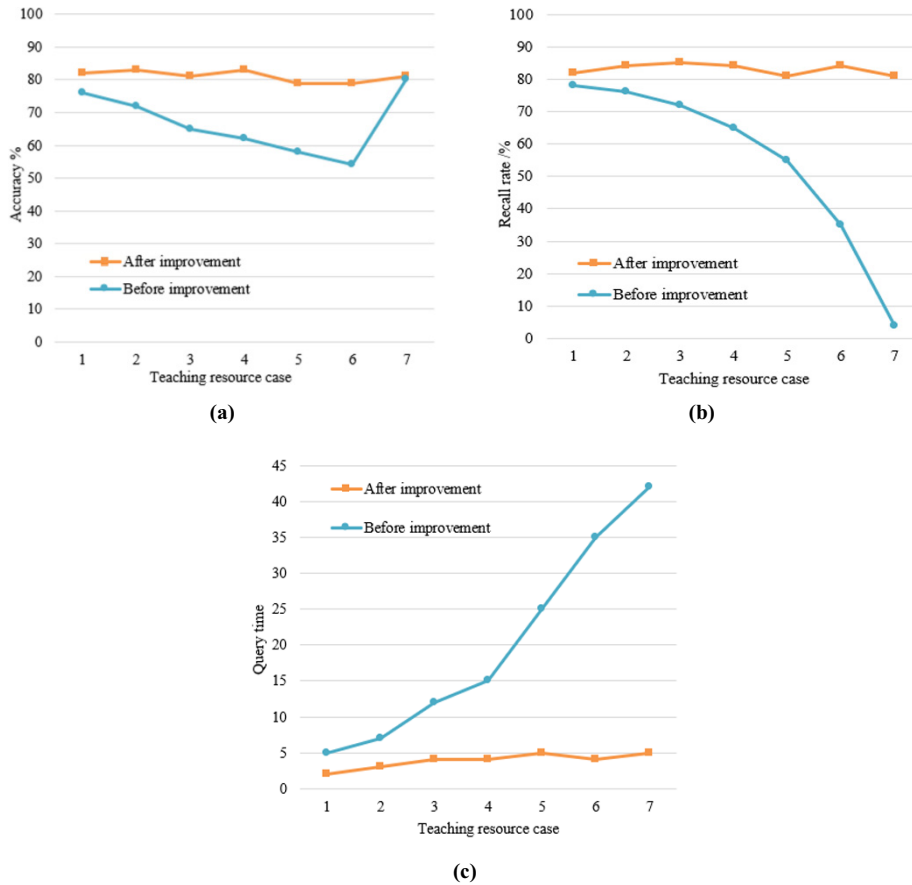 100
90
80
70
60
50
40
30
20
10
0
Accuracy %
After improvement
Before improvement
1 2 3 4 5 6 7
Teaching resource case
(a)
100
90
80
70
60
50
40
30
20
10
0
Recall rate /%
After improvement
Before improvement
1 2 3 4 5 6 7
Teaching resource case
(b)
45
40
35
30
25
20
15
10
5
0
Query time
After improvement
Before improvement
1 2 3 4 5 6 7
Teaching resource case
(c)